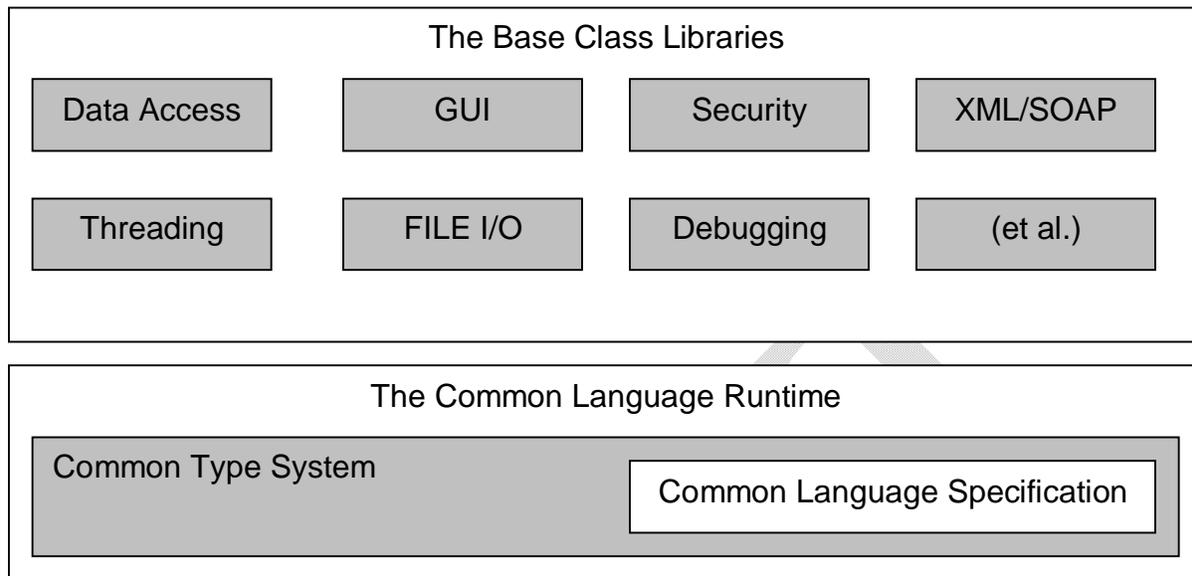 The Base Class Libraries
Data Access
GUI
Security
XML/SOAP
Threading
FILE I/O
Debugging
(et al.)
The Common Language Runtime
Common Type System
Common Language Specification